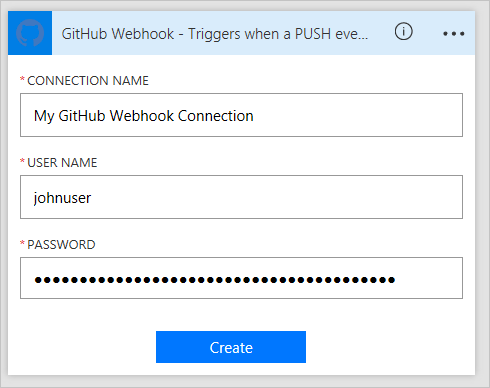 GitHub Webhook - Triggers when a PUSH eve...
* CONNECTION NAME
My GitHub Webhook Connection
* USER NAME
johnuser
* PASSWORD
●●●●●●●●●●●●●●●●●●●●●●●●●●●●●●●●●●●●●●●●
Create